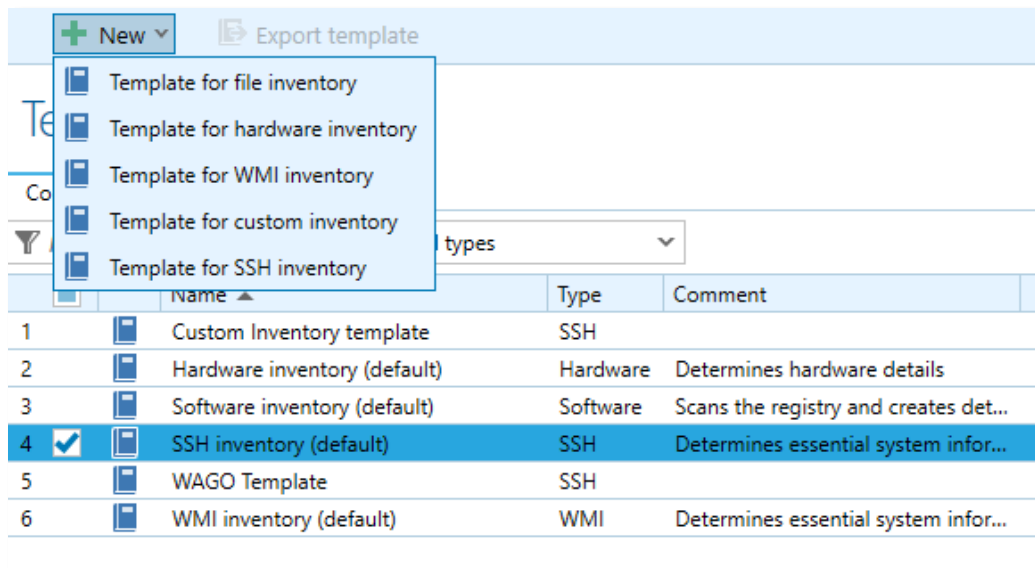 New
Export template
Template for file inventory
Te
Template for hardware inventory
Template for WMI inventory
Co
Template for custom inventory
types
Template for SSH inventory
Name Type Comment
1 Custom Inventory template SSH
2 Hardware inventory (default) Hardware Determines hardware details
3 Software inventory (default) Software Scans the registry and creates det...
4 SSH inventory (default) SSH Determines essential system infor...
5 WAGO Template SSH
6 WMI inventory (default) WMI Determines essential system infor...